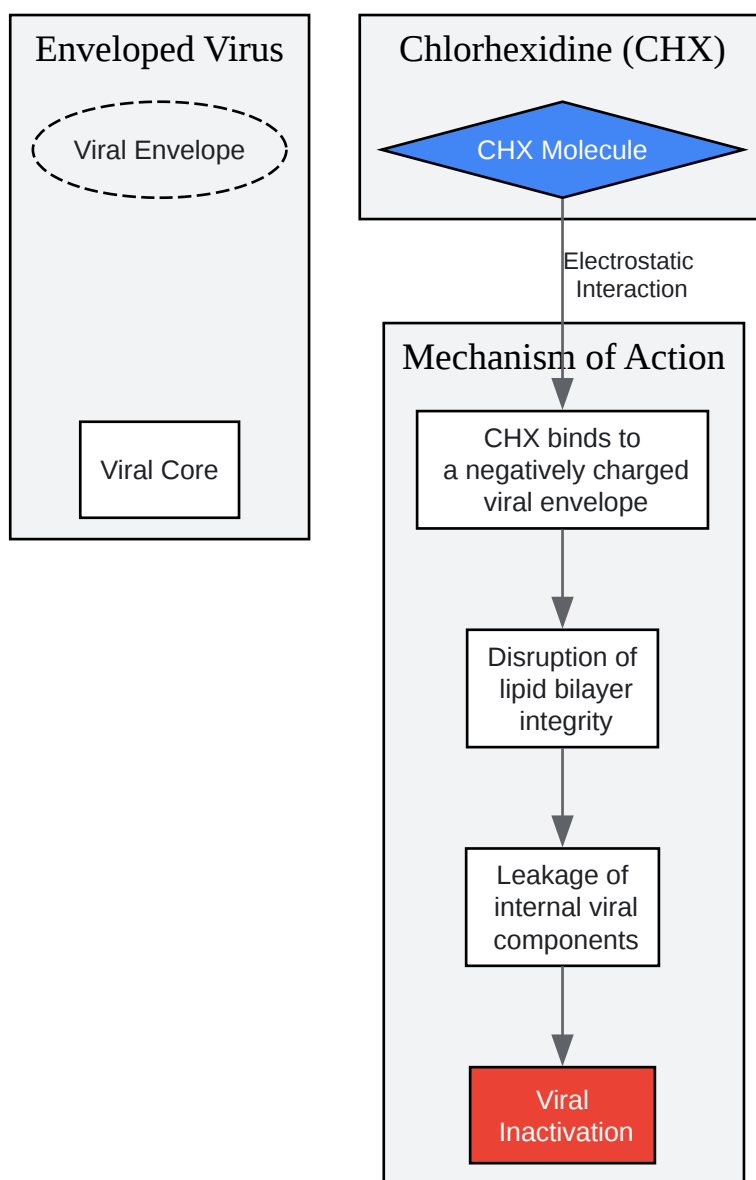 Enveloped Virus
Viral Envelope
Viral Core
Chlorhexidine (CHX)
CHX Molecule
Electrostatic
Interaction
Mechanism of Action
CHX binds to
a negatively charged
viral envelope
Disruption of
lipid bilayer
integrity
Leakage of
internal viral
components
Viral
Inactivation